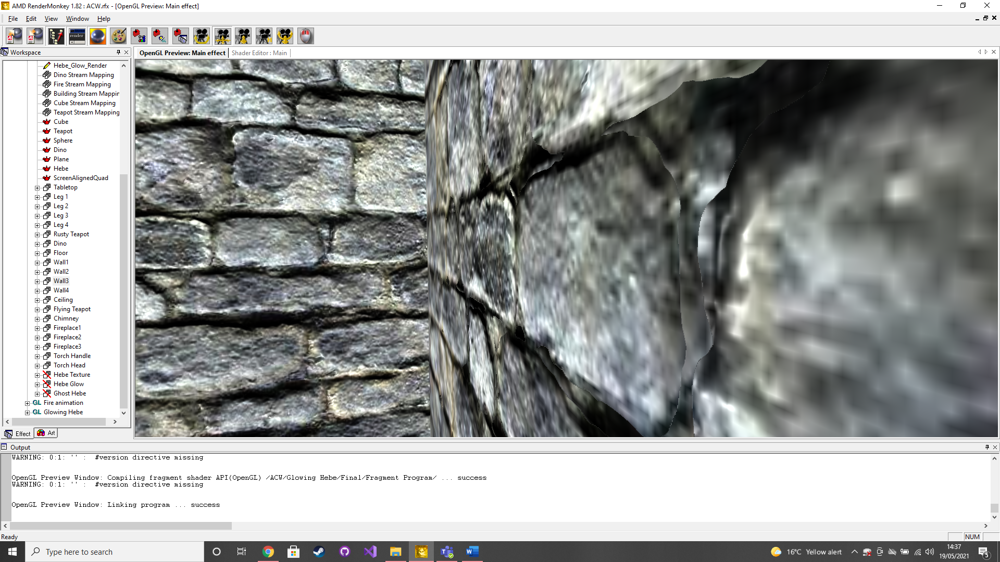 AMD RenderMonkey 1.82 : ACW.rfx - [OpenGL Preview: Main effect]
File Edit View Window Help
render
Workspace
OpenGL Preview: Main effect Shader Editor : Main
Hebe_Glow_Render
Dino Stream Mapping
Fire Stream Mapping
Building Stream Mappin
Cube Stream Mapping
Teapot Stream Mapping
Cube
Teapot
Sphere
Dino
Plane
Hebe
ScreenAlignedQuad
Tabletop
Leg 1
Leg 2
Leg 3
Leg 4
Rusty Teapot
Dino
Floor
Wall1
Wall2
Wall3
Wall4
Ceiling
Flying Teapot
Chimney
Fireplace1
Fireplace2
Fireplace3
Torch Handle
Torch Head
Hebe Texture
Hebe Glow
Ghost Hebe
GL Fire animation
GL Glowing Hebe
Effect Art
Output
WARNING: 0:1: '' : #version directive missing
OpenGL Preview Window: Compiling fragment shader API(OpenGL) /ACW/Glowing Hebe/Final/Fragment Program/ ... success
WARNING: 0:1: '' : #version directive missing
OpenGL Preview Window: Linking program ... success
Ready
NUM
Type here to search
16°C Yellow alert
14:37
19/05/2021
5